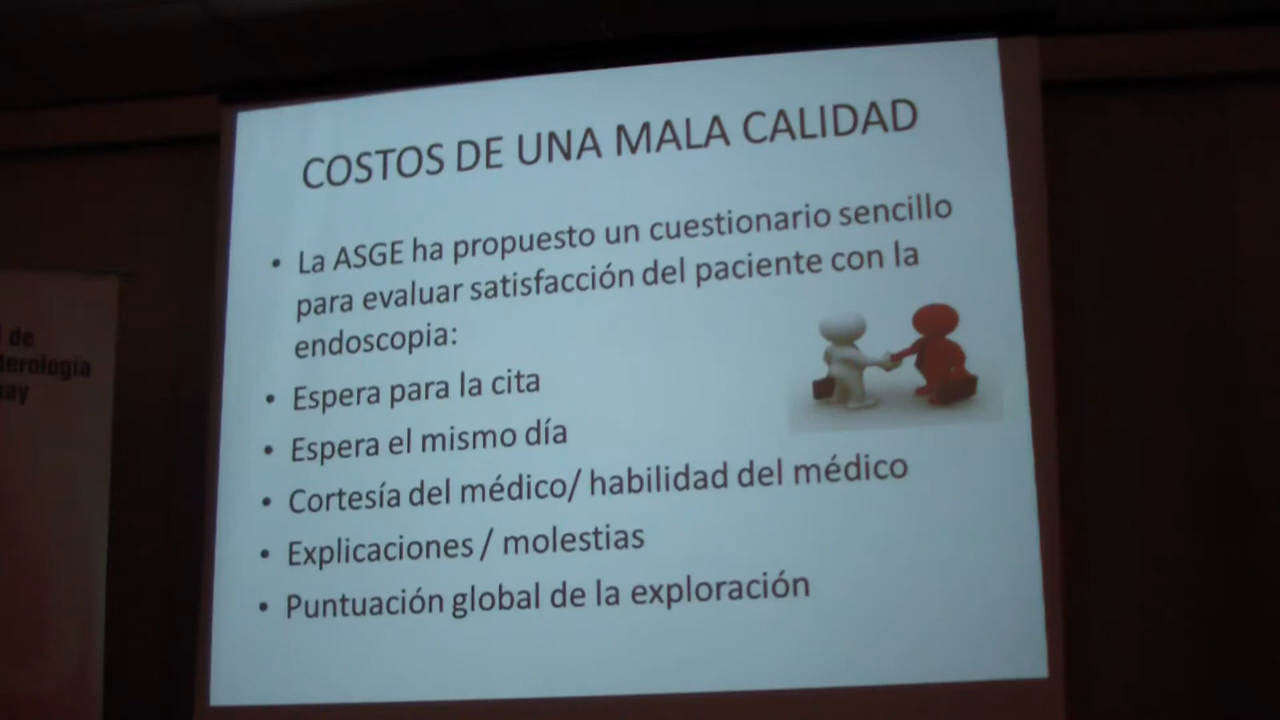 COSTOS DE UNA MALA CALIDAD
• La ASGE ha propuesto un cuestionario sencillo
para evaluar satisfacción del paciente con la
endoscopia:
• Espera para la cita
• Espera el mismo día
• Cortesía del médico/ habilidad del médico
• Explicaciones / molestias
• Puntuación global de la exploración
de